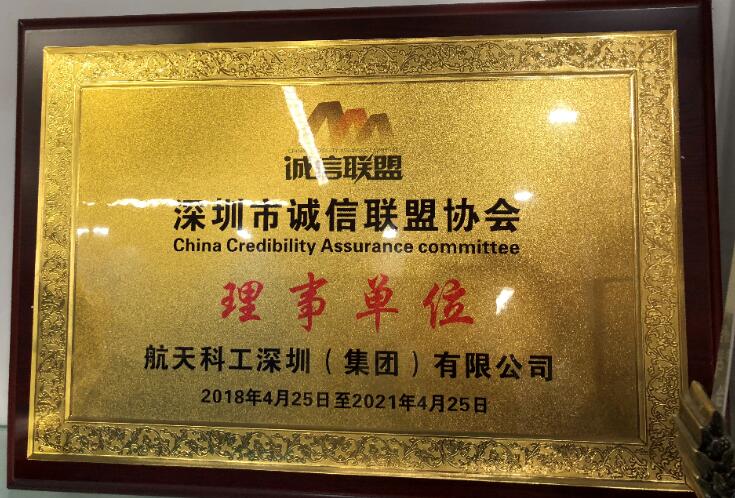 诚信联盟
深圳市诚信联盟协会
China Credibility Assurance committee
理事单位
航天科工深圳（集团）有限公司
2018年4月25日至2021年4月25日